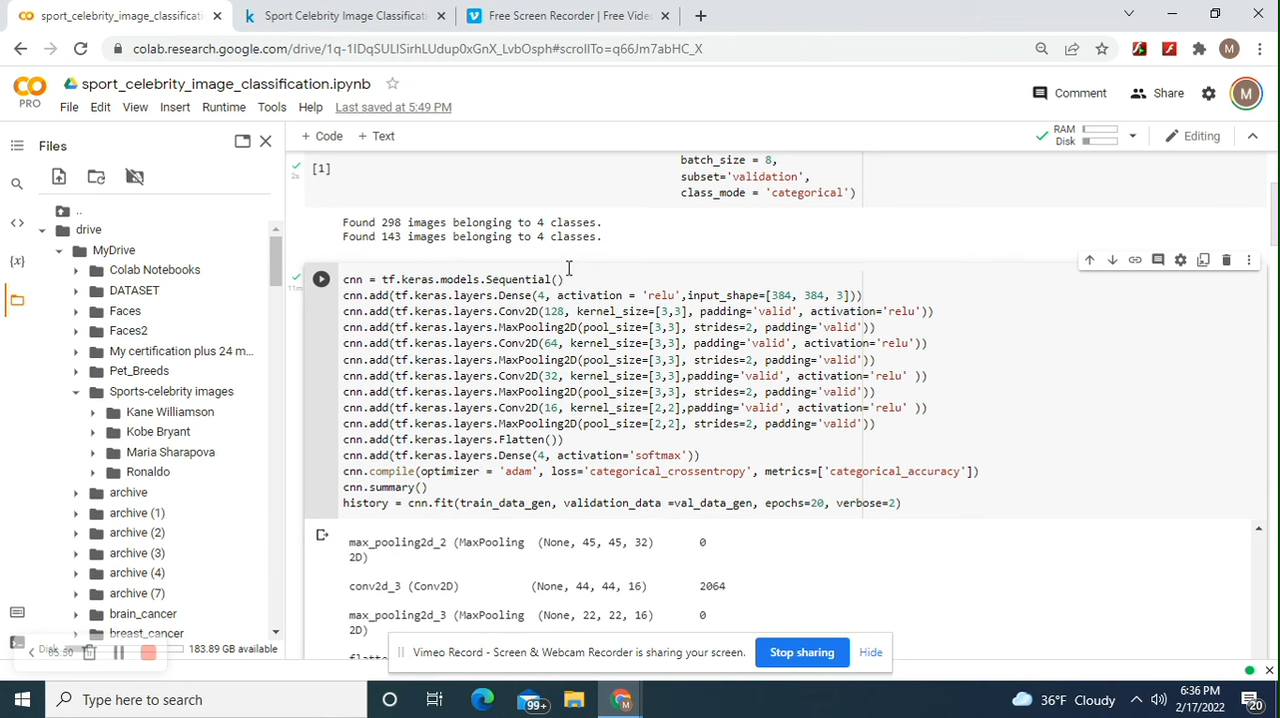 sport_celebrity_image_classificati
Sport Celebrity Image Classificati
Free Screen Recorder | Free Vide
colab.research.google.com/drive/1q-1IDqSULISirhLUdup0xGnX_LvbOsph#scrollTo=q66Jm7abHC_X
M
CO
PRO
sport_celebrity_image_classification.ipynb
File Edit View Insert Runtime Tools Help Last saved at 5:49 PM
Comment Share M
Files
+ Code + Text
RAM
Disk
Editing
..
drive
MyDrive
Colab Notebooks
DATASET
Faces
Faces2
My certification plus 24 m...
Pet_Breeds
Sports-celebrity images
Kane Williamson
Kobe Bryant
Maria Sharapova
Ronaldo
archive
archive (1)
archive (2)
archive (3)
archive (4)
archive (7)
brain_cancer
breast_cancer
Disk 183.89 GB available
[1]
2s
batch_size = 8,
subset='validation',
class_mode = 'categorical')
Found 298 images belonging to 4 classes.
Found 143 images belonging to 4 classes.
11m
cnn = tf.keras.models.Sequential()
cnn.add(tf.keras.layers.Dense(4, activation = 'relu',input_shape=[384, 384, 3]))
cnn.add(tf.keras.layers.Conv2D(128, kernel_size=[3,3], padding='valid', activation='relu'))
cnn.add(tf.keras.layers.MaxPooling2D(pool_size=[3,3], strides=2, padding='valid'))
cnn.add(tf.keras.layers.Conv2D(64, kernel_size=[3,3], padding='valid', activation='relu'))
cnn.add(tf.keras.layers.MaxPooling2D(pool_size=[3,3], strides=2, padding='valid'))
cnn.add(tf.keras.layers.Conv2D(32, kernel_size=[3,3],padding='valid', activation='relu' ))
cnn.add(tf.keras.layers.MaxPooling2D(pool_size=[3,3], strides=2, padding='valid'))
cnn.add(tf.keras.layers.Conv2D(16, kernel_size=[2,2],padding='valid', activation='relu' ))
cnn.add(tf.keras.layers.MaxPooling2D(pool_size=[2,2], strides=2, padding='valid'))
cnn.add(tf.keras.layers.Flatten())
cnn.add(tf.keras.layers.Dense(4, activation='softmax'))
cnn.compile(optimizer = 'adam', loss='categorical_crossentropy', metrics=['categorical_accuracy'])
cnn.summary()
history = cnn.fit(train_data_gen, validation_data =val_data_gen, epochs=20, verbose=2)
max_pooling2d_2 (MaxPooling (None, 45, 45, 32) 0
2D)
conv2d_3 (Conv2D) (None, 44, 44, 16) 2064
max_pooling2d_3 (MaxPooling (None, 22, 22, 16) 0
2D)
Vimeo Record - Screen & Webcam Recorder is sharing your screen. Stop sharing Hide
Type here to search
99+
36°F Cloudy
6:36 PM
2/17/2022
20